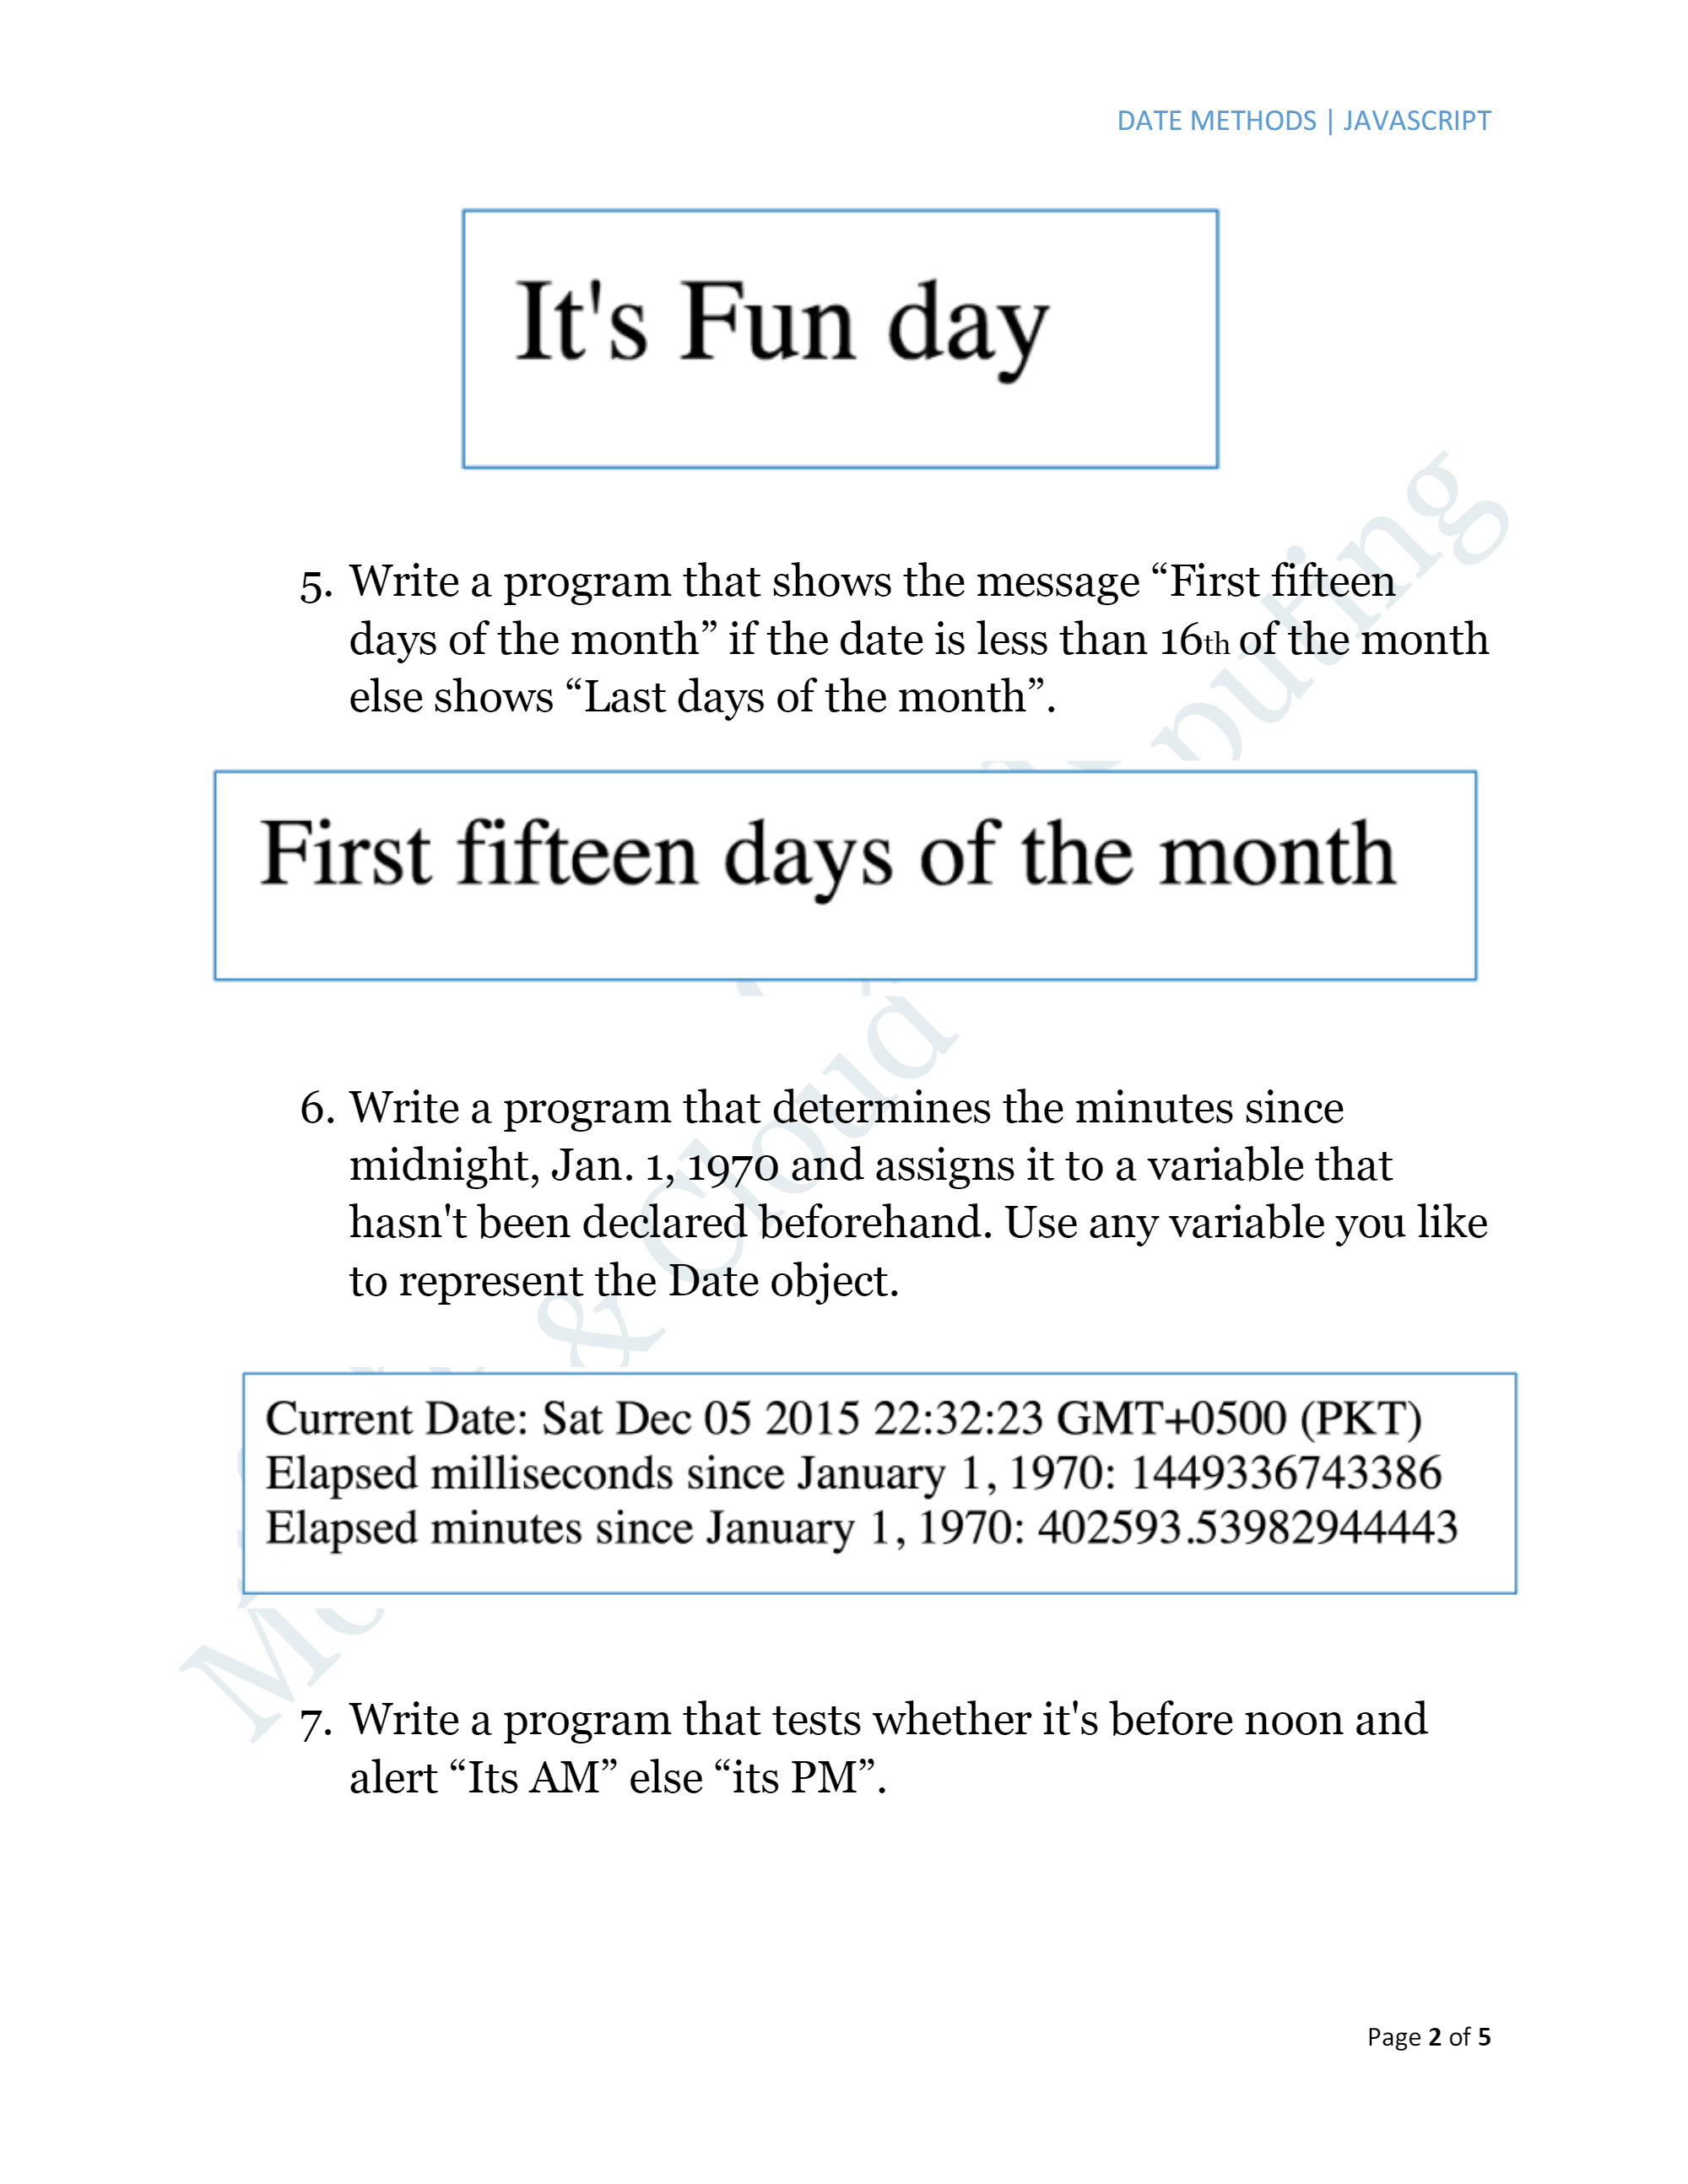 DATE METHODS | JAVASCRIPT
It's Fun day
5. Write a program that shows the message “First fifteen
days of the month” if the date is less than 16th of the month
else shows “Last days of the month”.
First fifteen days of the month
6. Write a program that determines the minutes since
midnight, Jan. 1, 1970 and assigns it to a variable that
hasn't been declared beforehand. Use any variable you like
to represent the Date object.
Current Date: Sat Dec 05 2015 22:32:23 GMT+0500 (PKT)
Elapsed milliseconds since January 1, 1970: 1449336743386
Elapsed minutes since January 1, 1970: 402593.53982944443
7. Write a program that tests whether it's before noon and
alert “Its AM” else “its PM”.
& Cloud
Page 2 of 5